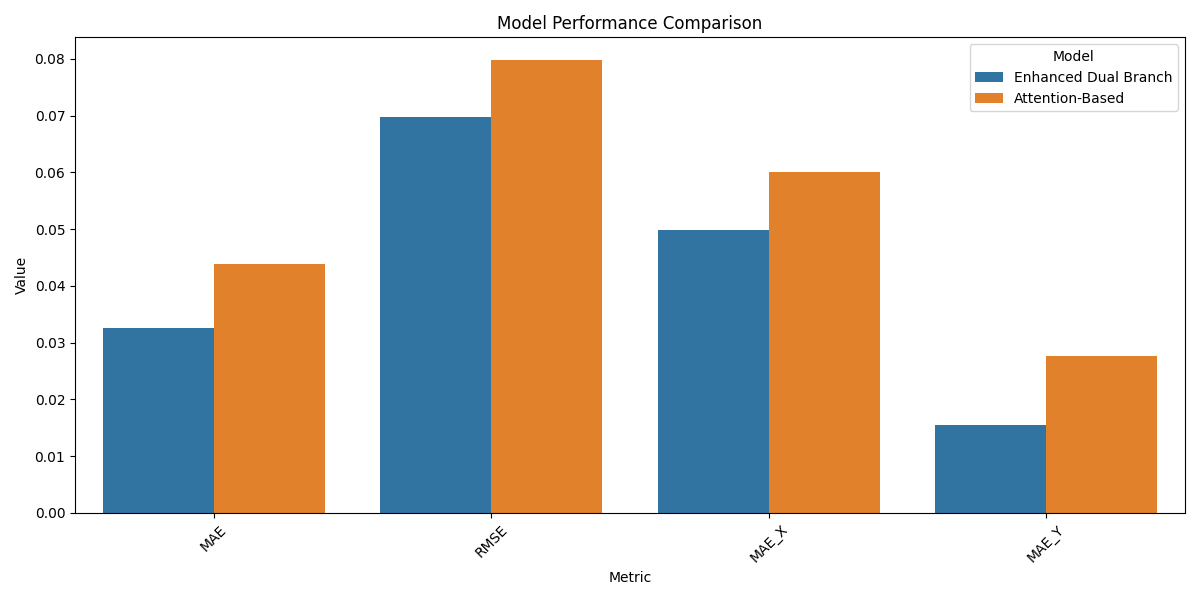 Model Performance Comparison
Model
Enhanced Dual Branch
Attention-Based
Value
0.08
0.07
0.06
0.05
0.04
0.03
0.02
0.01
0.00
MAE
RMSE
MAE_X
MAE_Y
Metric